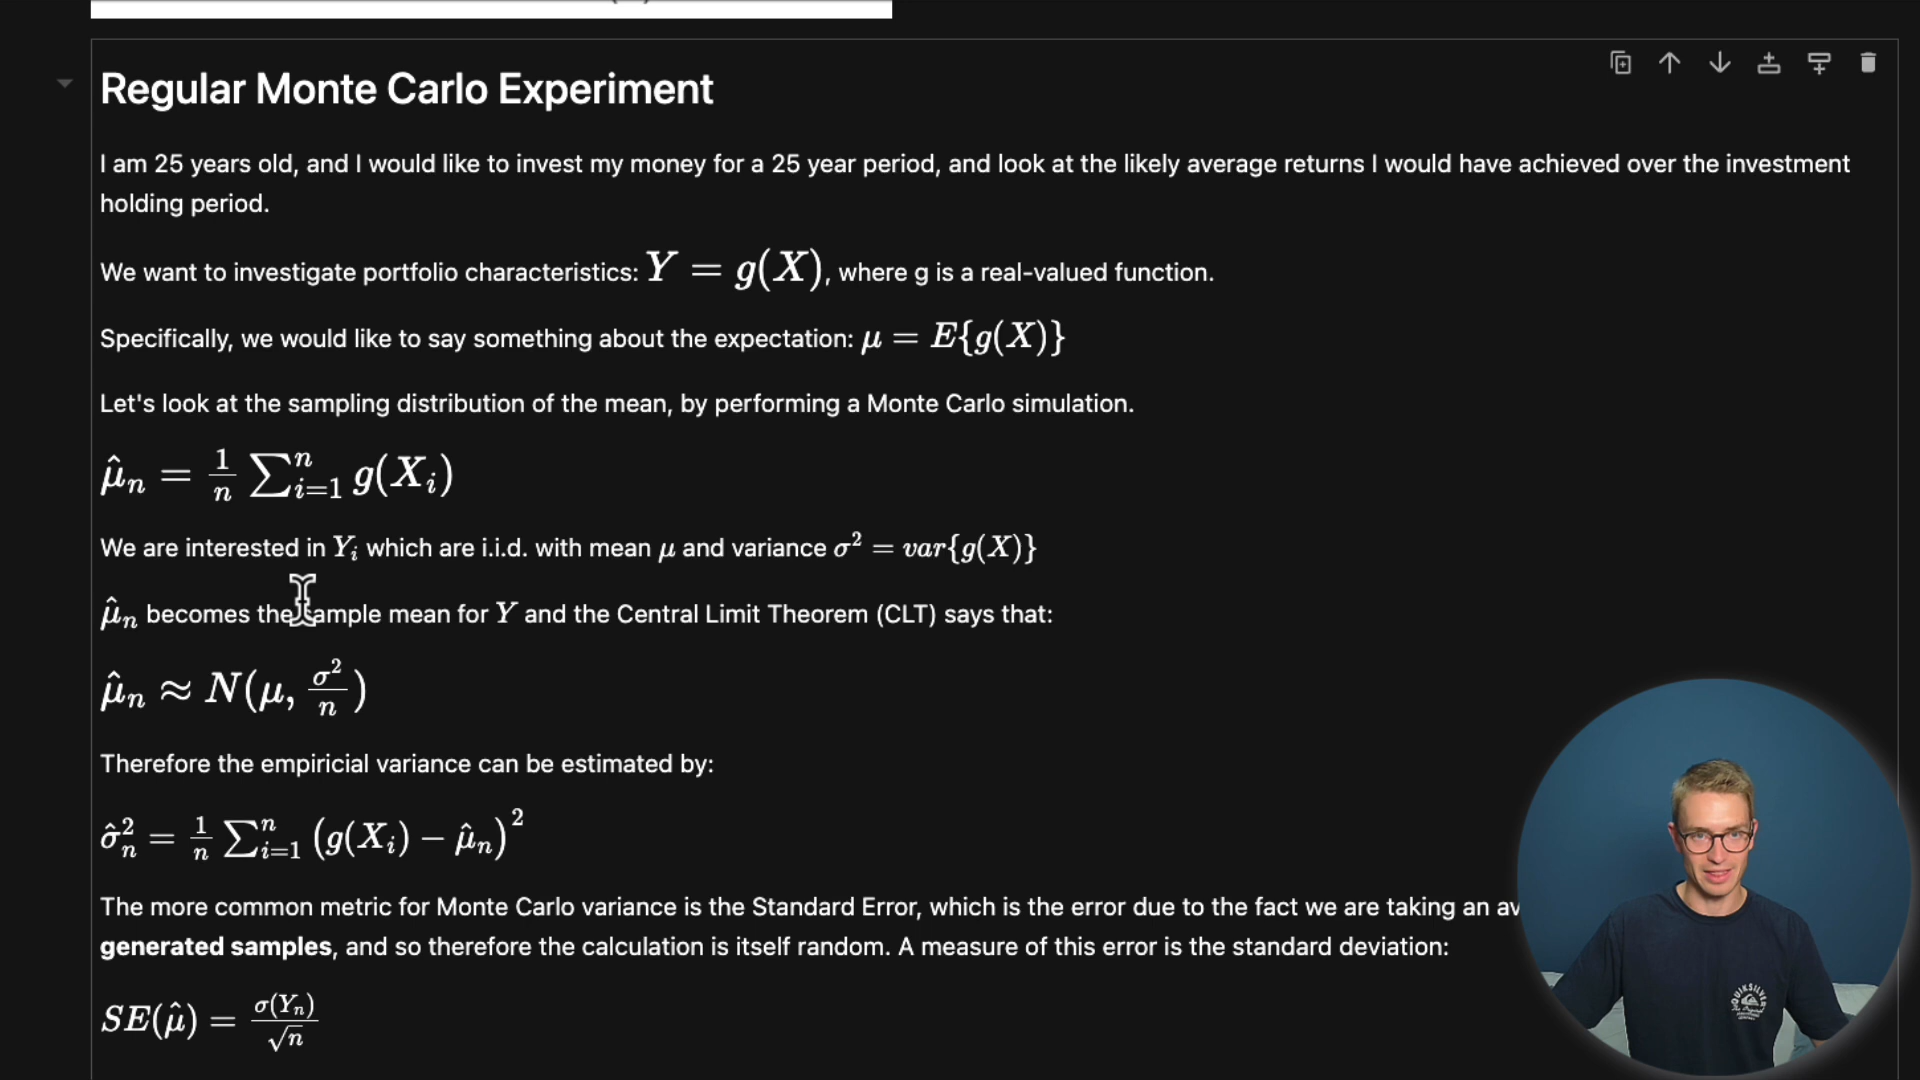 Regular Monte Carlo Experiment
I am 25 years old, and I would like to invest my money for a 25 year period, and look at the likely average returns I would have achieved over the investment
holding period.
We want to investigate portfolio characteristics: Y = g(X), where g is a real-valued function.
Specifically, we would like to say something about the expectation: μ = E{g(X)}
Let's look at the sampling distribution of the mean, by performing a Monte Carlo simulation.
μ̂ₙ = 1/n ∑ⁿᵢ₌₁ g(Xᵢ)
We are interested in Yᵢ which are i.i.d. with mean μ and variance σ² = var{g(X)}
μ̂ₙ becomes the sample mean for Y and the Central Limit Theorem (CLT) says that:
μ̂ₙ ≈ N(μ, σ²/n)
Therefore the empiricial variance can be estimated by:
σ̂²ₙ = 1/n ∑ⁿᵢ₌₁ (g(Xᵢ) − μ̂ₙ)²
The more common metric for Monte Carlo variance is the Standard Error, which is the error due to the fact we are taking an av
generated samples, and so therefore the calculation is itself random. A measure of this error is the standard deviation:
SE(μ̂) = σ(Yₙ)/√n
QUIKSILVER